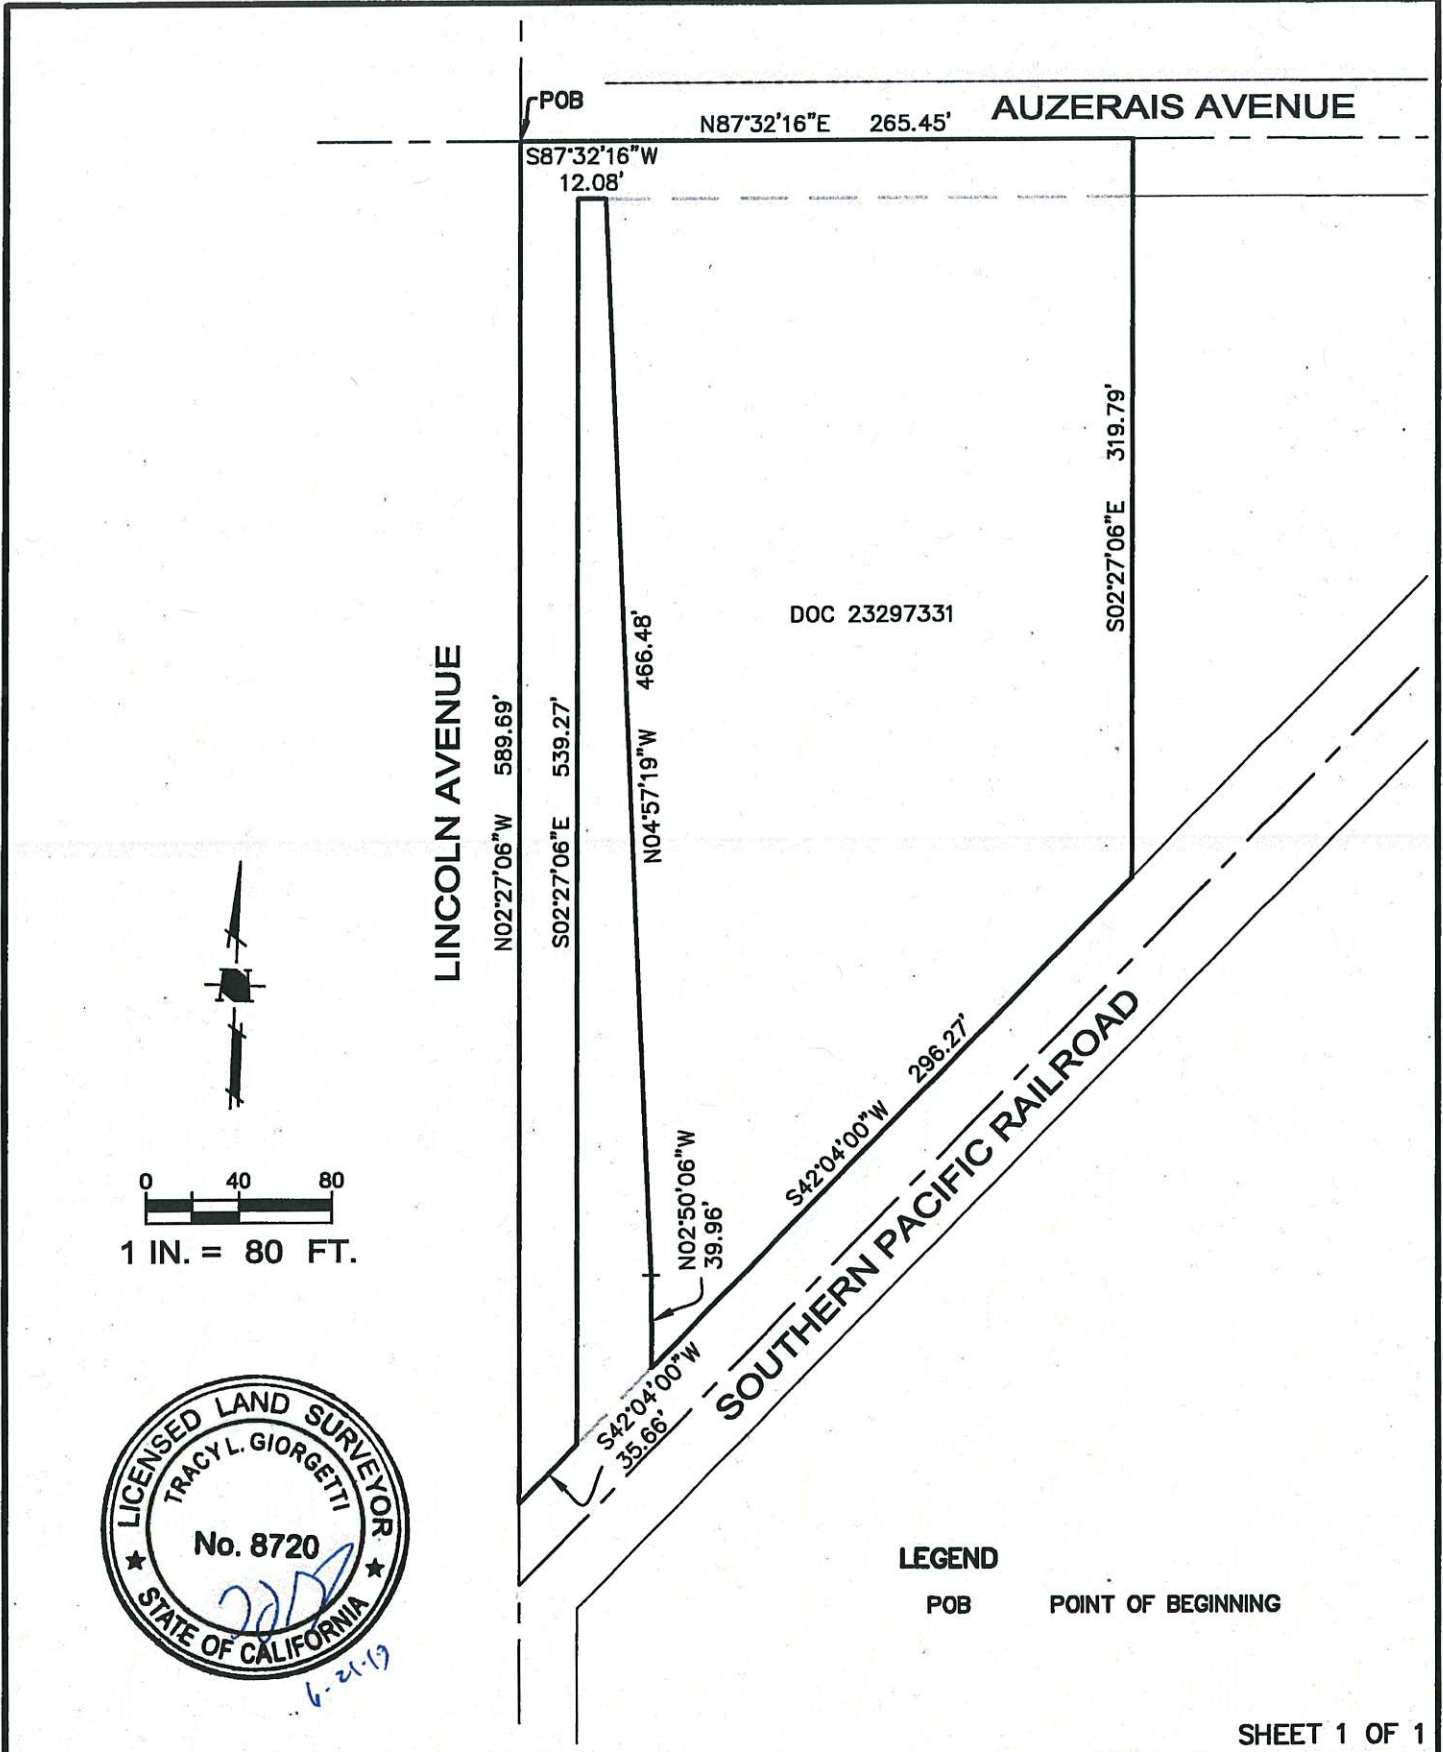 POB
AUZERAIS AVENUE
N87°32'16"E 265.45'
S87°32'16"W
12.08'
S02°27'06"E 319.79'
DOC 23297331
LINCOLN AVENUE
N02°27'06"W 589.69'
S02°27'06"E 539.27'
N04°57'19"W 466.48'
N02°50'06"W
39.96'
S42°04'00"W 296.27'
SOUTHERN PACIFIC RAILROAD
S42°04'00"W
35.66'
0 40 80
1 IN. = 80 FT.
LICENSED LAND SURVEYOR
TRACY L. GIORGETTI
No. 8720
STATE OF CALIFORNIA
6-21-19
LEGEND
POB POINT OF BEGINNING
SHEET 1 OF 1